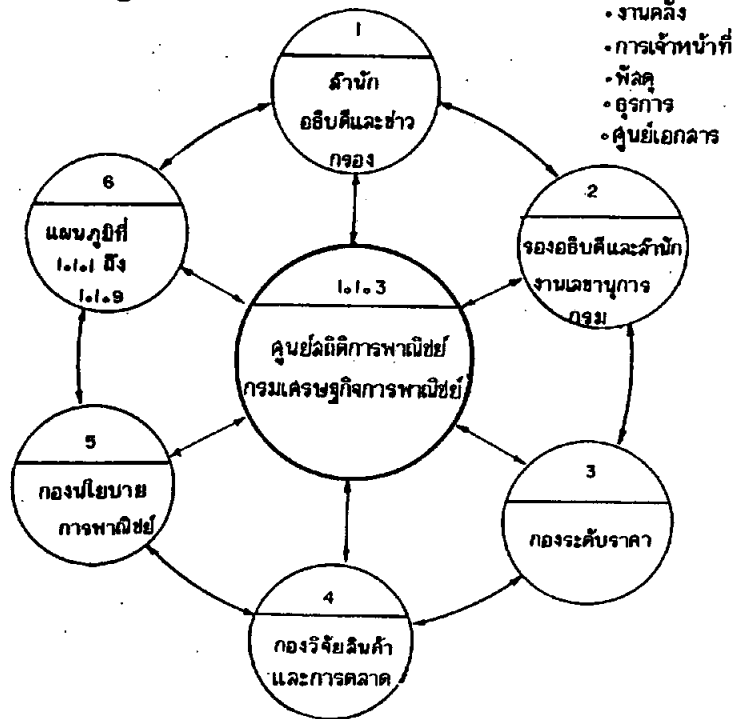 • งานคลัง
• การเจ้าหน้าที่
• พัสดุ
• ธุรการ
• ศูนย์เอกสาร
1
สำนัก
อธิบดีและข่าว
กรอง
2
รองอธิบดีและสำนัก
งานเลขานุการ
กรม
3
กองระดับราคา
4
กองวิจัยสินค้า
และการตลาด
5
กองนโยบาย
การพาณิชย์
6
แผนภูมิที่
1.1.1 ถึง
1.1.9
1.1.3
ศูนย์สถิติการพาณิชย์
กรมเศรษฐกิจการพาณิชย์